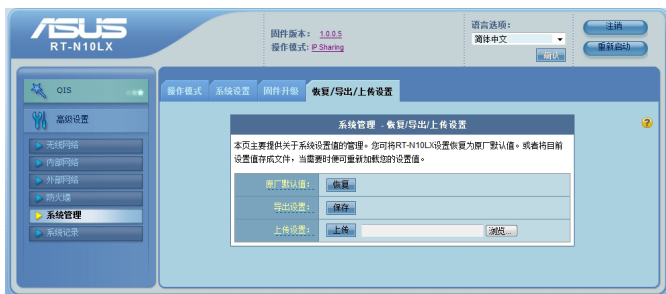 ASUS
RT-N10LX
固件版本: 1.0.0.5
操作模式: IP Sharing
语言选项:
简体中文
确认
注销
重新启动
QIS
高级设置
无线网络
内部网络
外部网络
防火墙
系统管理
系统记录
操作模式 系统设置 固件升级 恢复/导出/上传设置
系统管理 - 恢复/导出/上传设置
本页主要提供关于系统设置值的管理。您可将RT-N10LX设置恢复为原厂默认值。或者将目前
设置值存成文件，当需要时便可重新加载您的设置值。
原厂默认值: 恢复
导出设置: 保存
上传设置: 上传 浏览...